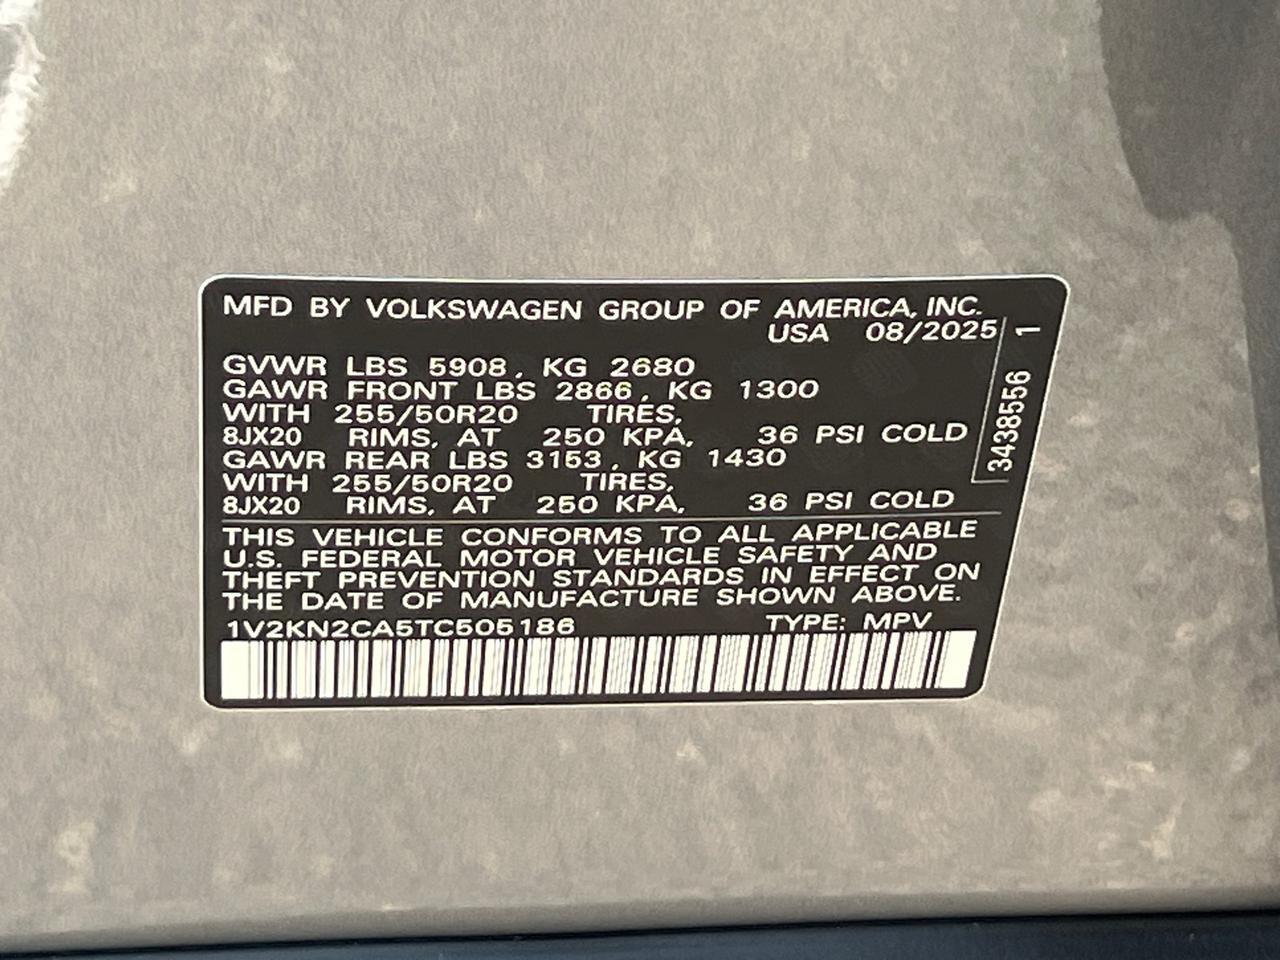 MFD BY VOLKSWAGEN GROUP OF AMERICA, INC.
USA 08/2025
GVWR LBS 5908, KG 2680
GAWR FRONT LBS 2866, KG 1300
WITH 255/50R20 TIRES,
8JX20 RIMS, AT 250 KPA, 36 PSI COLD
GAWR REAR LBS 3153, KG 1430
WITH 255/50R20 TIRES,
8JX20 RIMS, AT 250 KPA, 36 PSI COLD
THIS VEHICLE CONFORMS TO ALL APPLICABLE
U.S. FEDERAL MOTOR VEHICLE SAFETY AND
THEFT PREVENTION STANDARDS IN EFFECT ON
THE DATE OF MANUFACTURE SHOWN ABOVE.
1V2KN2CA5TC505186 TYPE: MPV
3438556 1